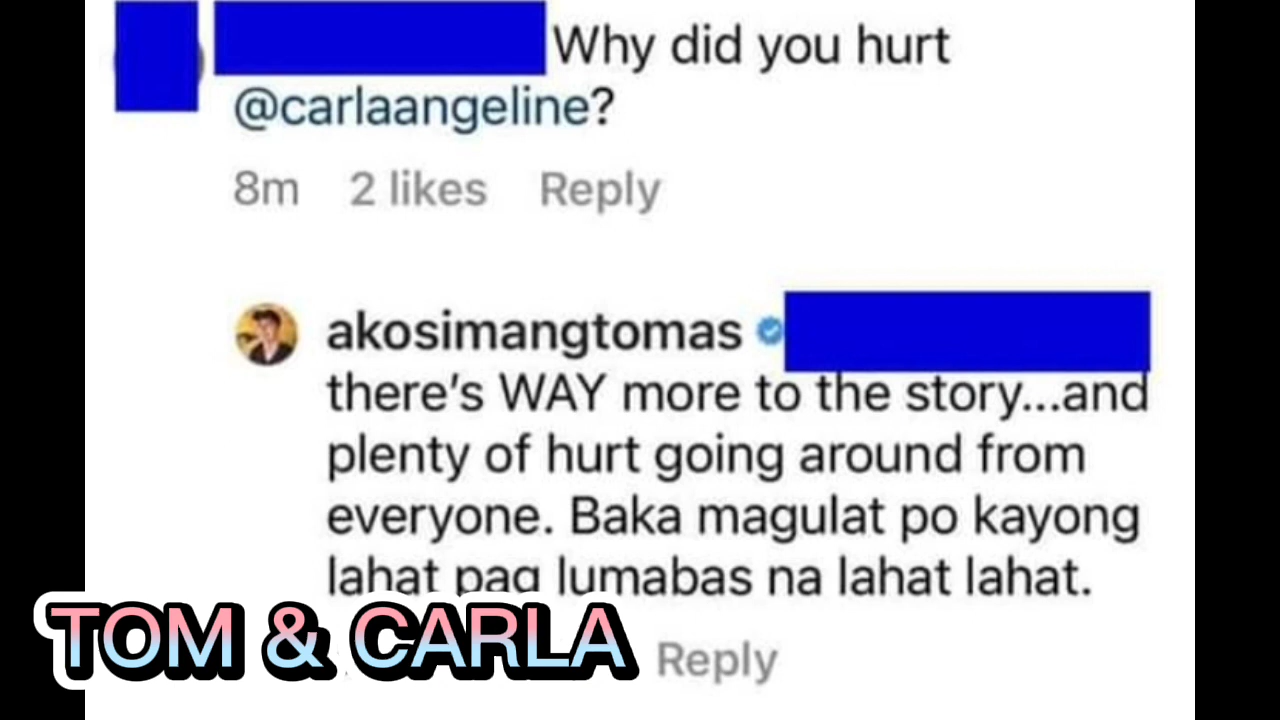 Why did you hurt
@carlaangeline?
8m 2 likes Reply
akosimangtomas
there's WAY more to the story...and
plenty of hurt going around from
everyone. Baka magulat po kayong
lahat pag lumabas na lahat lahat.
TOM & CARLA Reply